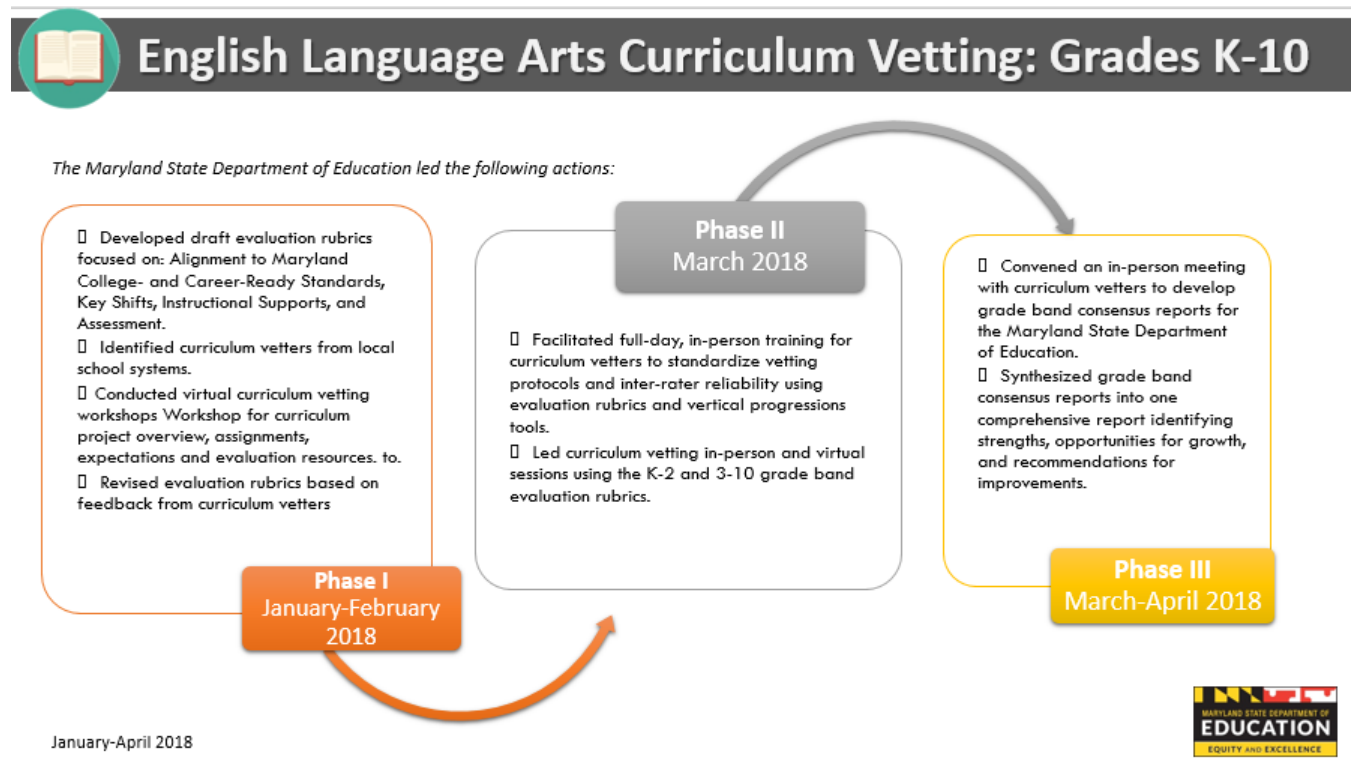 English Language Arts Curriculum Vetting: Grades K-10
The Maryland State Department of Education led the following actions:
▯ Developed draft evaluation rubrics
focused on: Alignment to Maryland
College- and Career-Ready Standards,
Key Shifts, Instructional Supports, and
Assessment.
▯ Identified curriculum vetters from local
school systems.
▯ Conducted virtual curriculum vetting
workshops Workshop for curriculum
project overview, assignments,
expectations and evaluation resources. to.
▯ Revised evaluation rubrics based on
feedback from curriculum vetters
Phase I
January-February
2018
Phase II
March 2018
▯ Facilitated full-day, in-person training for
curriculum vetters to standardize vetting
protocols and inter-rater reliability using
evaluation rubrics and vertical progressions
tools.
▯ Led curriculum vetting in-person and virtual
sessions using the K-2 and 3-10 grade band
evaluation rubrics.
▯ Convened an in-person meeting
with curriculum vetters to develop
grade band consensus reports for
the Maryland State Department
of Education.
▯ Synthesized grade band
consensus reports into one
comprehensive report identifying
strengths, opportunities for growth,
and recommendations for
improvements.
Phase III
March-April 2018
January-April 2018
MARYLAND STATE DEPARTMENT OF
EDUCATION
EQUITY AND EXCELLENCE